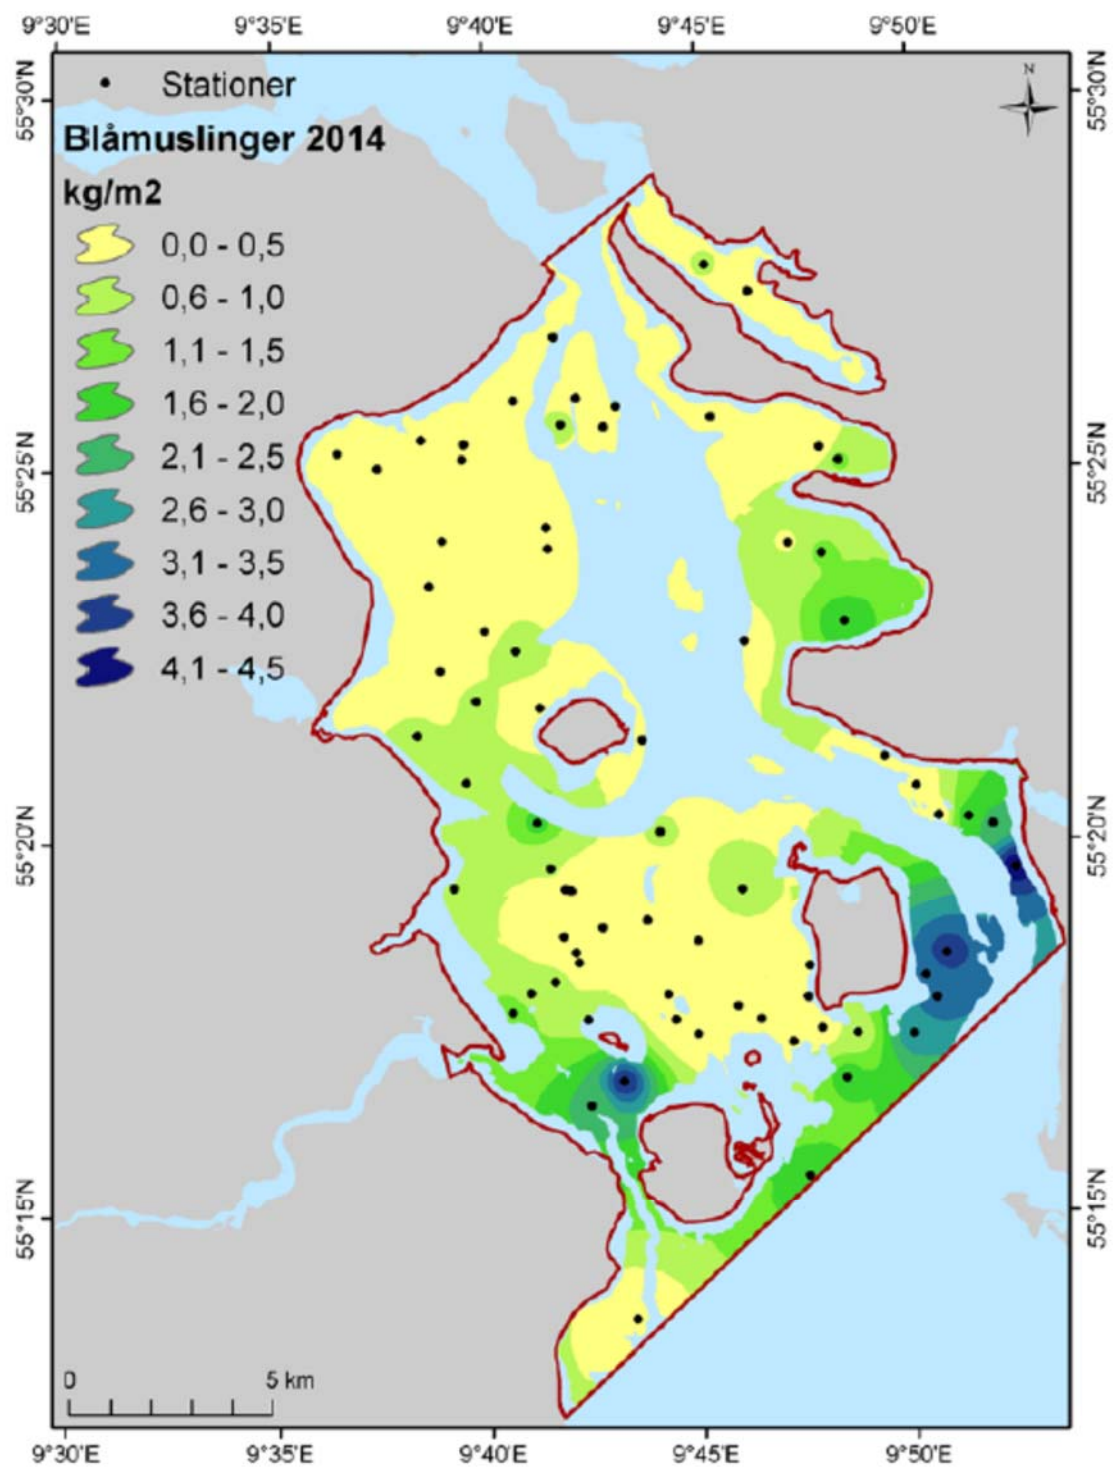 9°30'E 9°35'E 9°40'E 9°45'E 9°50'E
N
55°30'N
55°30'N
Stationer
Blåmuslinger 2014
kg/m2
0,0 - 0,5
0,6 - 1,0
1,1 - 1,5
1,6 - 2,0
2,1 - 2,5
2,6 - 3,0
3,1 - 3,5
3,6 - 4,0
4,1 - 4,5
55°25'N
55°25'N
55°20'N
55°20'N
55°15'N
55°15'N
0 5 km
9°30'E 9°35'E 9°40'E 9°45'E 9°50'E